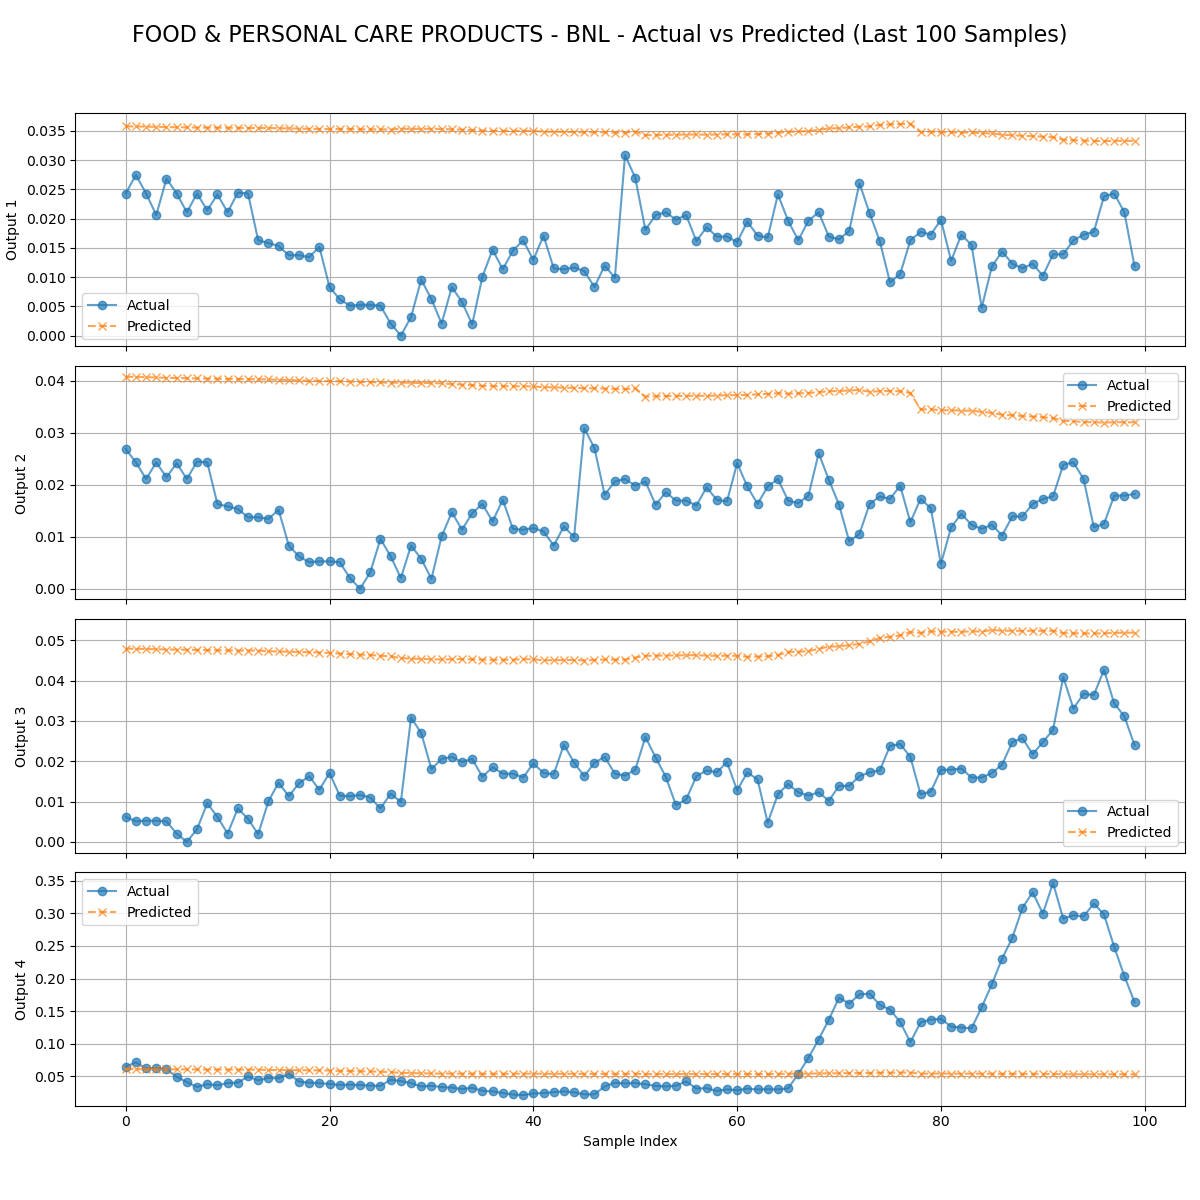 FOOD & PERSONAL CARE PRODUCTS - BNL - Actual vs Predicted (Last 100 Samples)
0.035
0.030
0.025
0.020
0.015
0.010
0.005
0.000
Output 1
Actual
Predicted
0.04
0.03
0.02
0.01
0.00
Output 2
Actual
Predicted
0.05
0.04
0.03
0.02
0.01
0.00
Output 3
Actual
Predicted
0.35
0.30
0.25
0.20
0.15
0.10
0.05
Output 4
Actual
Predicted
0 20 40 60 80 100
Sample Index